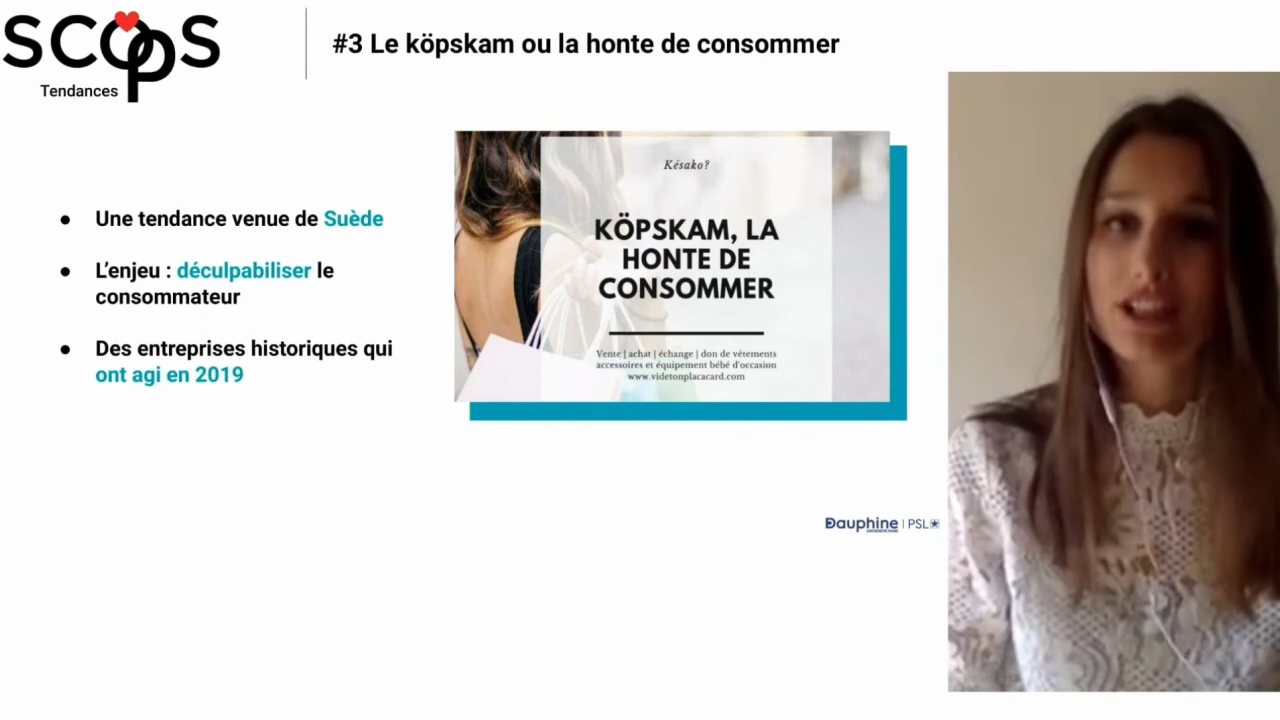 SCOPS
Tendances
#3 Le köpskam ou la honte de consommer
● Une tendance venue de Suède
● L’enjeu : déculpabiliser le
consommateur
● Des entreprises historiques qui
ont agi en 2019
Késako?
KÖPSKAM, LA
HONTE DE
CONSOMMER
Vente | achat | échange | don de vêtements
accessoires et équipement bébé d'occasion
www.videtonplacacard.com
Dauphine | PSL★